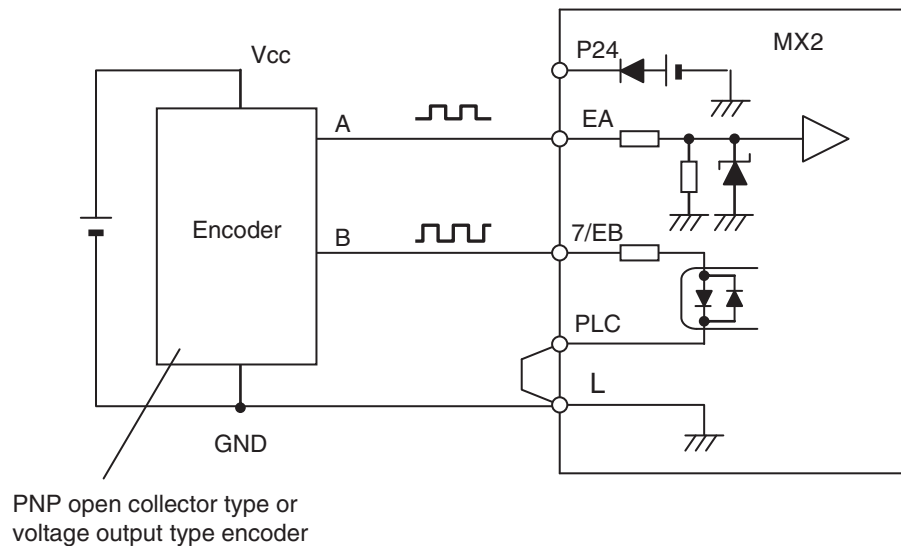 MX2
P24
Vcc
A
EA
Encoder
B
7/EB
PLC
L
GND
PNP open collector type or
voltage output type encoder